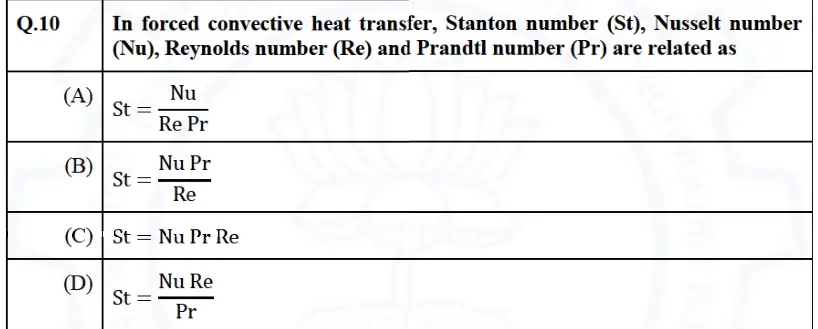 Q.10 In forced convective heat transfer, Stanton number (St), Nusselt number
(Nu), Reynolds number (Re) and Prandtl number (Pr) are related as
(A) St = Nu / Re Pr
(B) St = Nu Pr / Re
(C) St = Nu Pr Re
(D) St = Nu Re / Pr